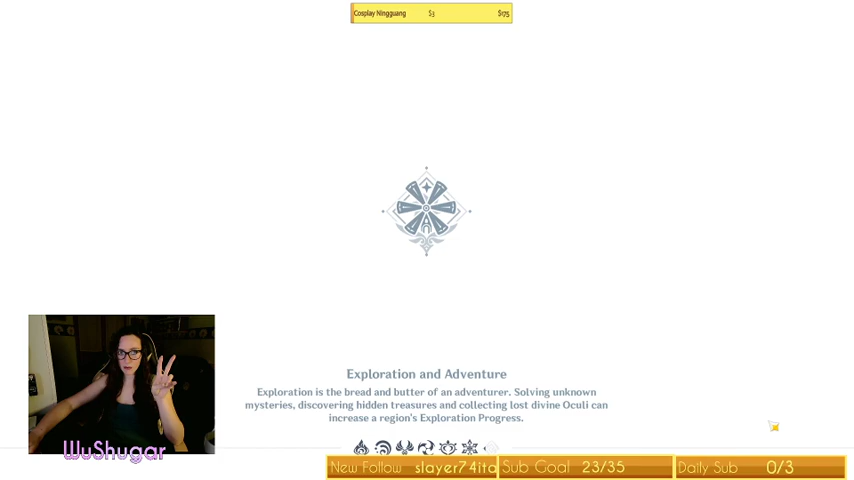 Cosplay Ningguang $3 $175
Exploration and Adventure
Exploration is the bread and butter of an adventurer. Solving unknown
mysteries, discovering hidden treasures and collecting lost divine Oculi can
increase a region's Exploration Progress.
WuShugar
New Follow slayer74ita Sub Goal 23/35 Daily Sub 0/3